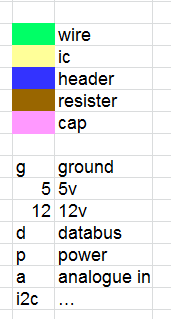 wire
ic
header
resister
cap
g ground
5 5v
12 12v
d databus
p power
a analogue in
i2c ...